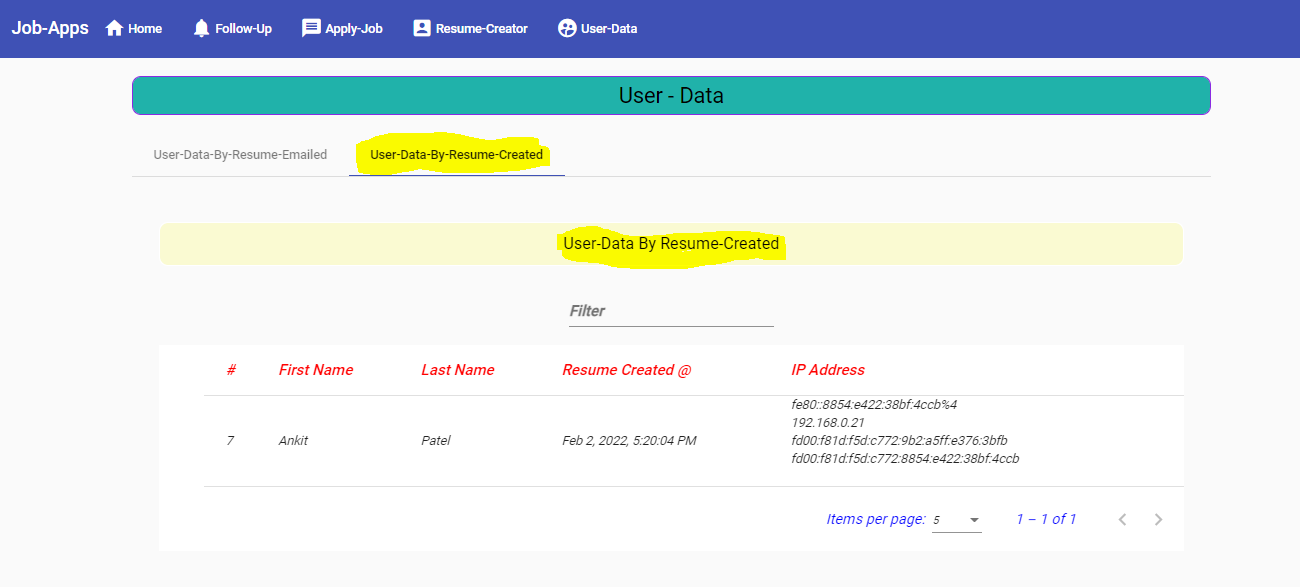 Job-Apps Home Follow-Up Apply-Job Resume-Creator User-Data
User - Data
User-Data-By-Resume-Emailed User-Data-By-Resume-Created
User-Data By Resume-Created
Filter
# First Name Last Name Resume Created @ IP Address
fe80::8854:e422:38bf:4ccb%4
192.168.0.21
7 Ankit Patel Feb 2, 2022, 5:20:04 PM fd00:f81d:f5d:c772:9b2:a5ff:e376:3bfb
fd00:f81d:f5d:c772:8854:e422:38bf:4ccb
Items per page: 5 1 – 1 of 1